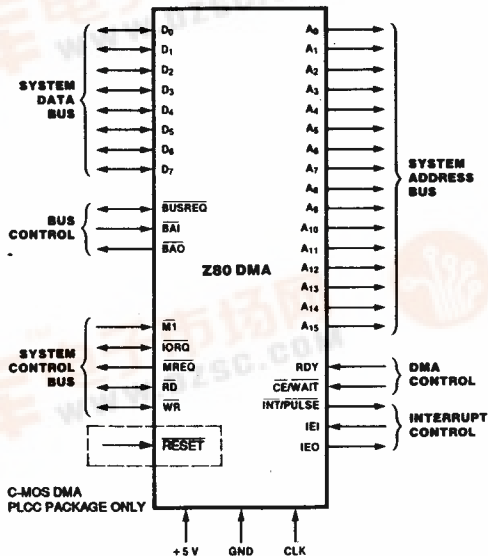 SYSTEM
DATA
BUS
D0
D1
D2
D3
D4
D5
D6
D7
BUS
CONTROL
BUSREQ
BAI
BAO
Z80 DMA
SYSTEM
CONTROL
BUS
M1
IORQ
MREQ
RD
WR
RESET
C-MOS DMA
PLCC PACKAGE ONLY
A0
A1
A2
A3
A4
A5
A6
A7
A8
A9
A10
A11
A12
A13
A14
A15
SYSTEM
ADDRESS
BUS
RDY
CE/WAIT
DMA
CONTROL
INT/PULSE
IEI
IEO
INTERRUPT
CONTROL
+5 V
GND
CLK